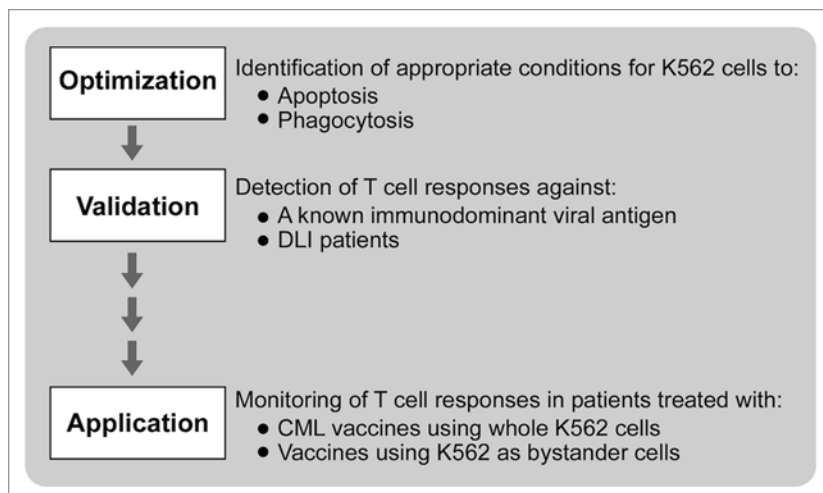 Optimization
Identification of appropriate conditions for K562 cells to:
● Apoptosis
● Phagocytosis
Validation
Detection of T cell responses against:
● A known immunodominant viral antigen
● DLI patients
Application
Monitoring of T cell responses in patients treated with:
● CML vaccines using whole K562 cells
● Vaccines using K562 as bystander cells